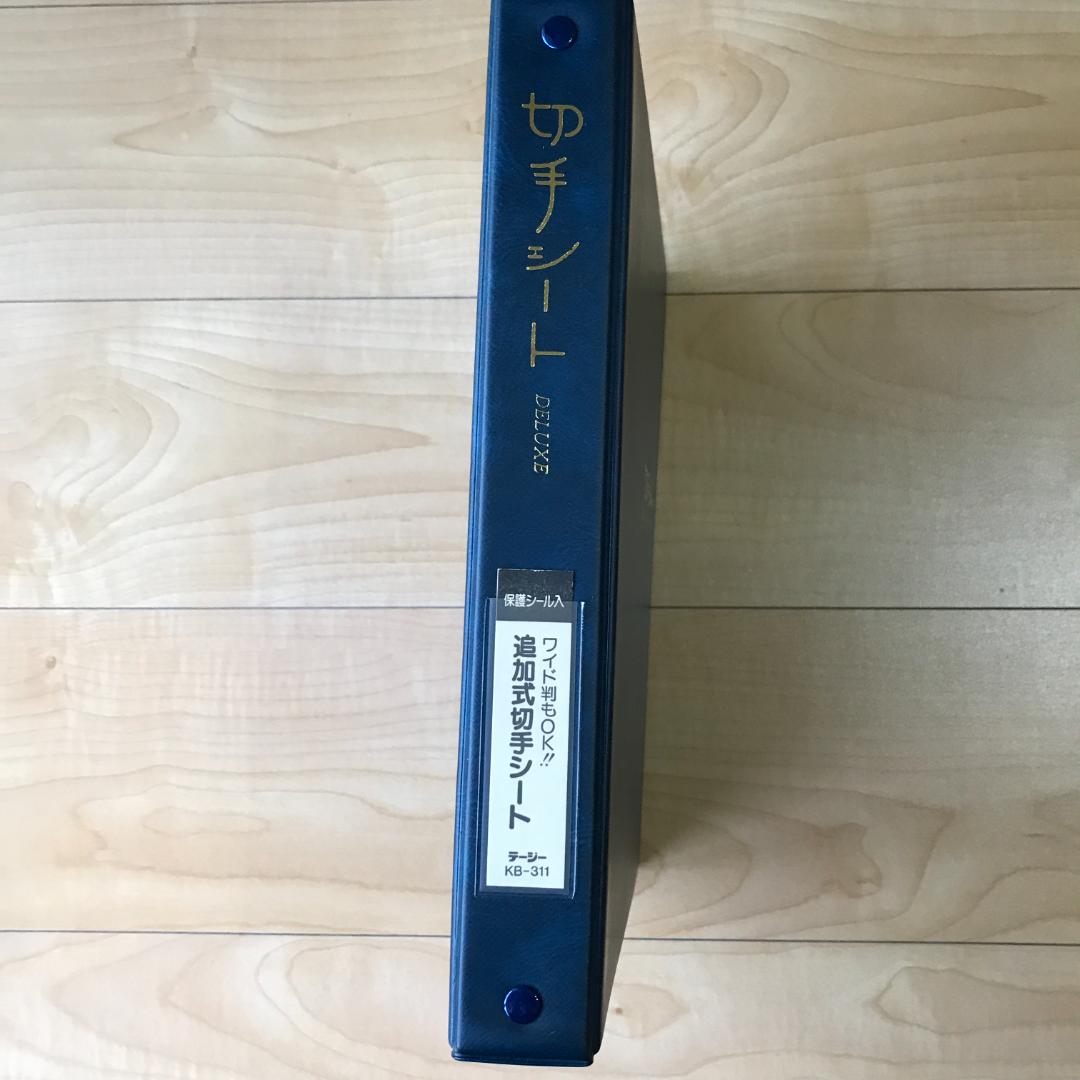 切手シート
DELUXE
保護シール入
ワイド判もOK!!
追加式切手シート
テージー
KB-311